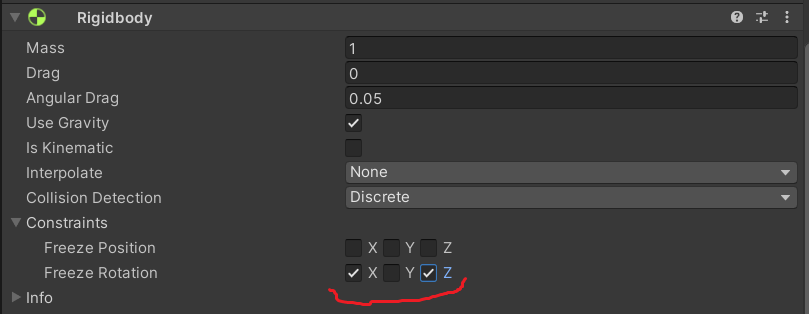 Rigidbody
Mass 1
Drag 0
Angular Drag 0.05
Use Gravity
Is Kinematic
Interpolate None
Collision Detection Discrete
Constraints
Freeze Position X Y Z
Freeze Rotation X Y Z
Info